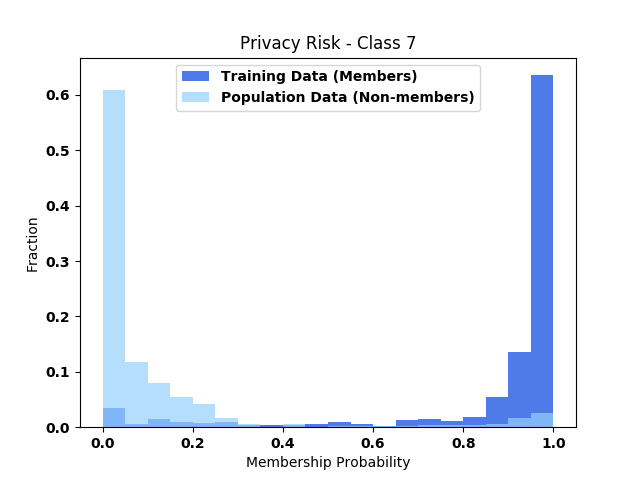 Privacy Risk - Class 7
Training Data (Members)
Population Data (Non-members)
Fraction
0.6
0.5
0.4
0.3
0.2
0.1
0.0
0.0 0.2 0.4 0.6 0.8 1.0
Membership Probability